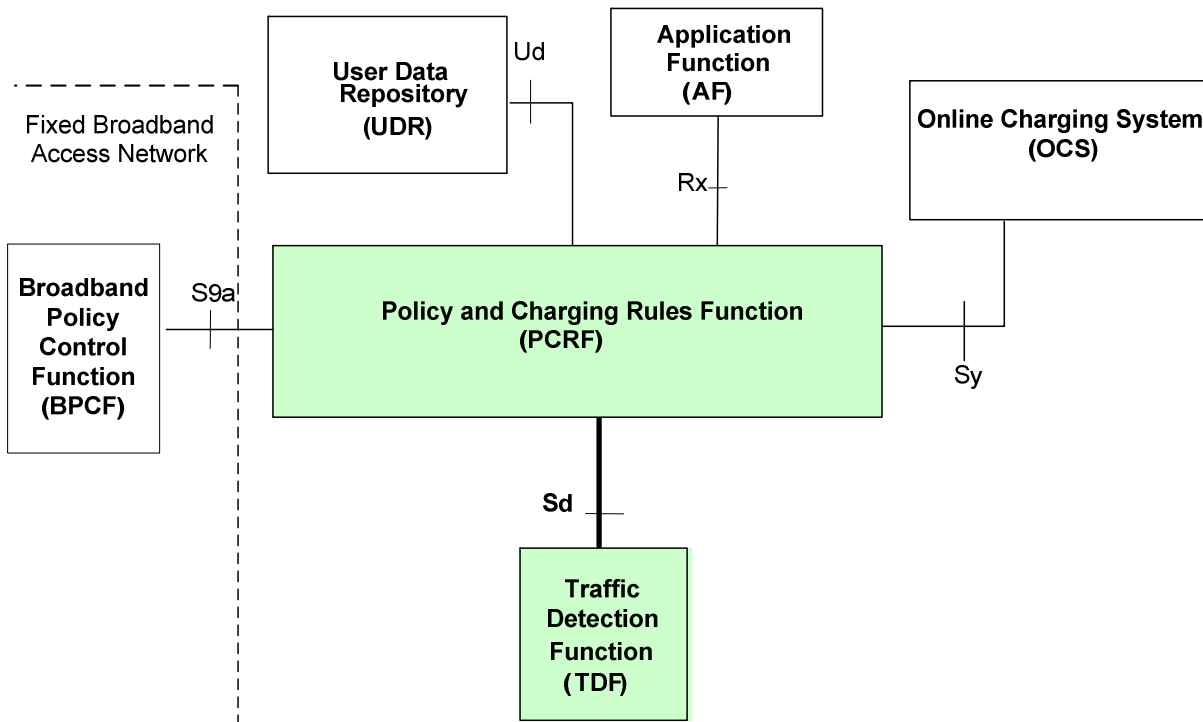 User Data
Repository
(UDR)
Ud
Application
Function
(AF)
Online Charging System
(OCS)
Fixed Broadband
Access Network
Rx
Broadband
Policy
Control
Function
(BPCF)
S9a
Policy and Charging Rules Function
(PCRF)
Sy
Sd
Traffic
Detection
Function
(TDF)